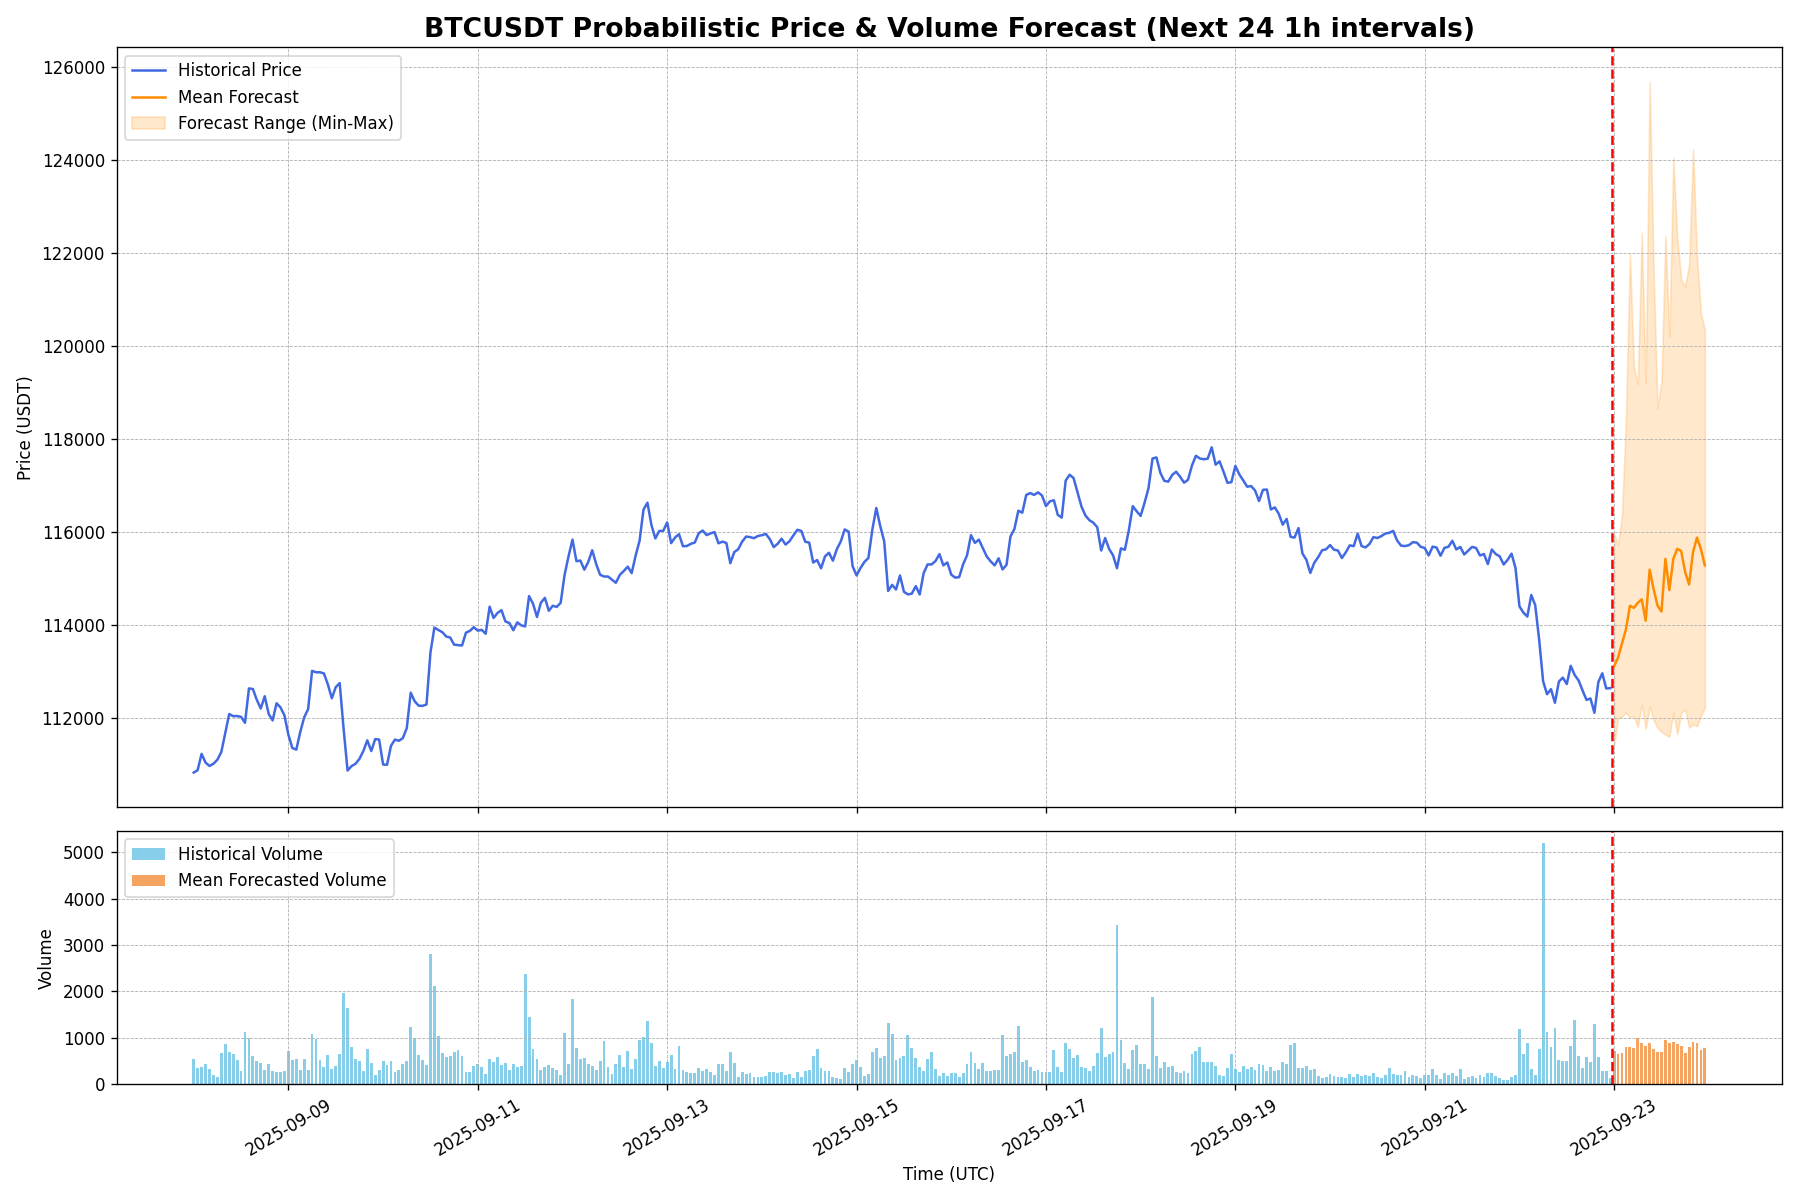 BTCUSDT Probabilistic Price & Volume Forecast (Next 24 1h intervals)
Historical Price
Mean Forecast
Forecast Range (Min-Max)
126000
124000
122000
120000
118000
116000
114000
112000
Price (USDT)
Historical Volume
Mean Forecasted Volume
5000
4000
3000
2000
1000
0
Volume
2025-09-09
2025-09-11
2025-09-13
2025-09-15
2025-09-17
2025-09-19
2025-09-21
2025-09-23
Time (UTC)